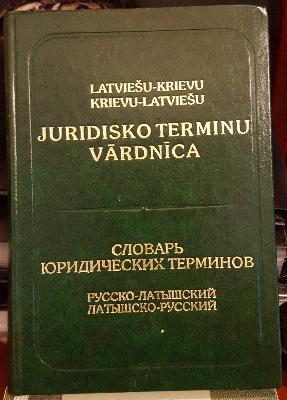 LATVIEŠU-KRIEVU
KRIEVU-LATVIEŠU
JURIDISKO TERMINU
VĀRDNĪCA
СЛОВАРЬ
ЮРИДИЧЕСКИХ ТЕРМИНОВ
РУССКО-ЛАТЫШСКИЙ
ЛАТЫШСКО-РУССКИЙ